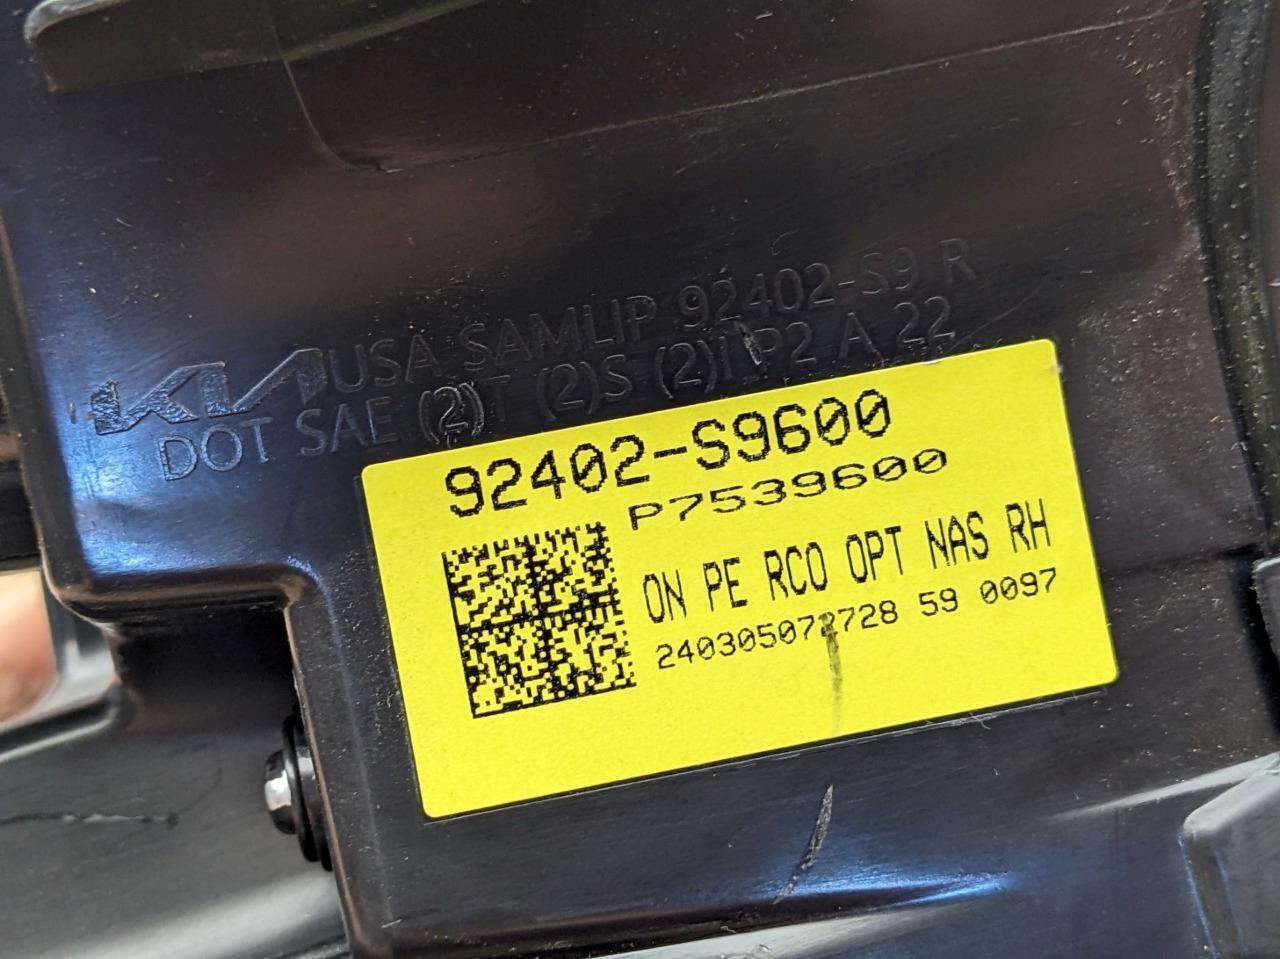 KIA USA SAMLIP 92402-S9 R
DOT SAE (2)T (2)S (2)I P2 A 22
92402-S9600
P7539600
ON PE RCO OPT NAS RH
240305072728 59 0097